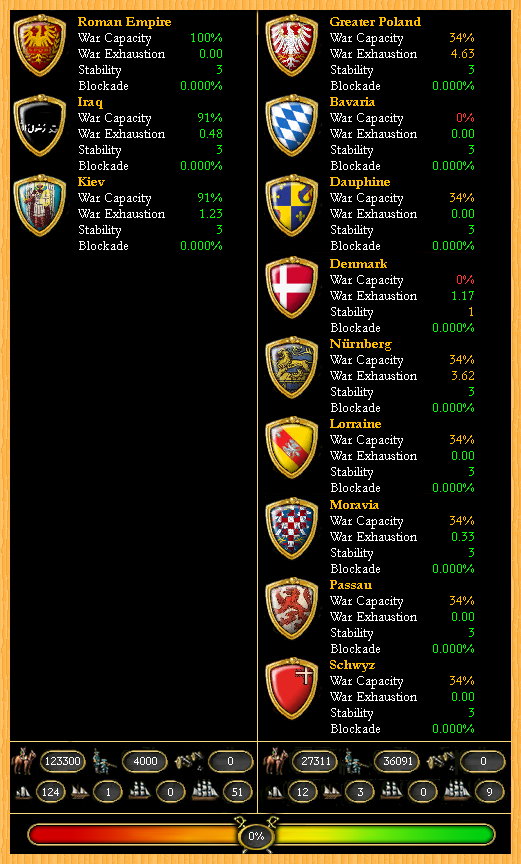 Roman Empire
War Capacity 100%
War Exhaustion 0.00
Stability 3
Blockade 0.000%
Iraq
War Capacity 91%
War Exhaustion 0.48
Stability 3
Blockade 0.000%
Kiev
War Capacity 91%
War Exhaustion 1.23
Stability 3
Blockade 0.000%
Greater Poland
War Capacity 34%
War Exhaustion 4.63
Stability 3
Blockade 0.000%
Bavaria
War Capacity 0%
War Exhaustion 0.00
Stability 3
Blockade 0.000%
Dauphine
War Capacity 34%
War Exhaustion 0.00
Stability 3
Blockade 0.000%
Denmark
War Capacity 0%
War Exhaustion 1.17
Stability 1
Blockade 0.000%
Nürnberg
War Capacity 34%
War Exhaustion 3.62
Stability 3
Blockade 0.000%
Lorraine
War Capacity 34%
War Exhaustion 0.00
Stability 3
Blockade 0.000%
Moravia
War Capacity 34%
War Exhaustion 0.33
Stability 3
Blockade 0.000%
Passau
War Capacity 34%
War Exhaustion 0.00
Stability 3
Blockade 0.000%
Schwyz
War Capacity 34%
War Exhaustion 0.00
Stability 3
Blockade 0.000%
123300 4000 0
124 1 0 51
27311 36091 0
12 3 0 9
0%